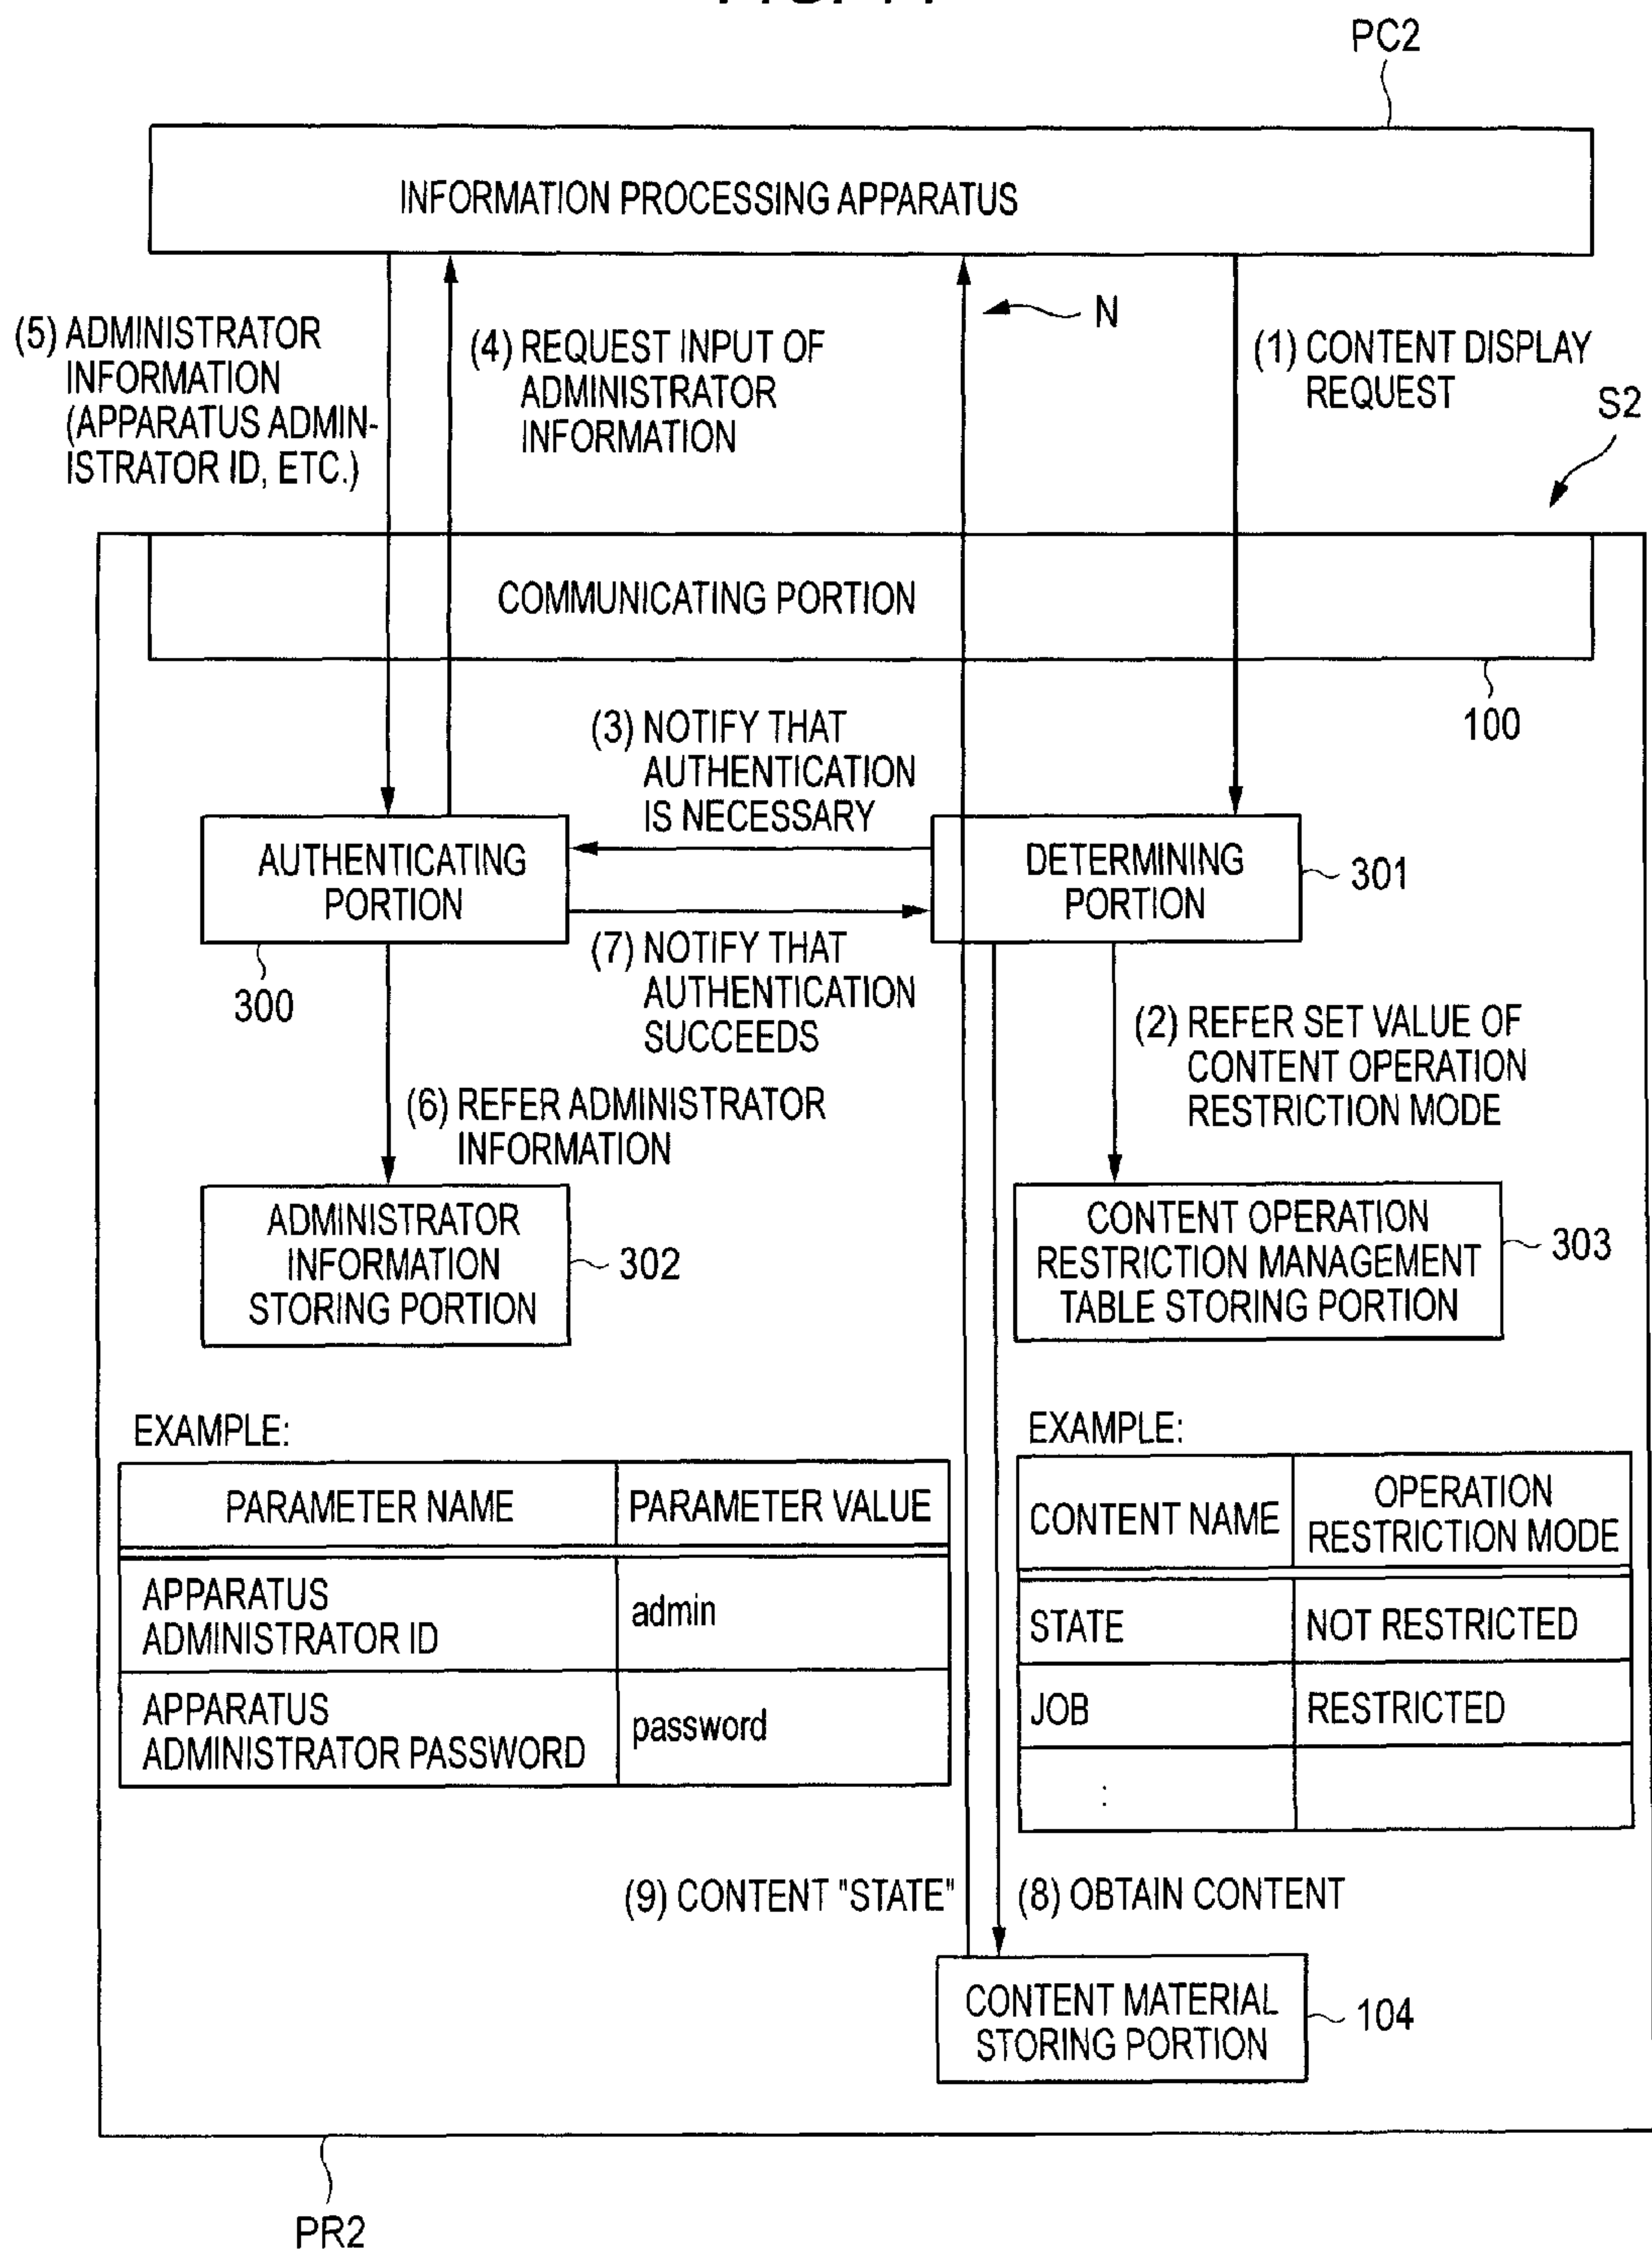 PC2
INFORMATION PROCESSING APPARATUS
(5) ADMINISTRATOR
INFORMATION
(APPARATUS ADMIN-
ISTRATOR ID, ETC.)
(4) REQUEST INPUT OF
ADMINISTRATOR
INFORMATION
N
(1) CONTENT DISPLAY
REQUEST
S2
COMMUNICATING PORTION
100
(3) NOTIFY THAT
AUTHENTICATION
IS NECESSARY
AUTHENTICATING
PORTION
300
DETERMINING
PORTION
301
(7) NOTIFY THAT
AUTHENTICATION
SUCCEEDS
(2) REFER SET VALUE OF
CONTENT OPERATION
RESTRICTION MODE
(6) REFER ADMINISTRATOR
INFORMATION
ADMINISTRATOR
INFORMATION
STORING PORTION
302
CONTENT OPERATION
RESTRICTION MANAGEMENT
TABLE STORING PORTION
303
EXAMPLE:
PARAMETER NAME
PARAMETER VALUE
APPARATUS
ADMINISTRATOR ID
admin
APPARATUS
ADMINISTRATOR PASSWORD
password
EXAMPLE:
CONTENT NAME
OPERATION
RESTRICTION MODE
STATE
NOT RESTRICTED
JOB
RESTRICTED
:
(9) CONTENT "STATE"
(8) OBTAIN CONTENT
CONTENT MATERIAL
STORING PORTION
104
PR2